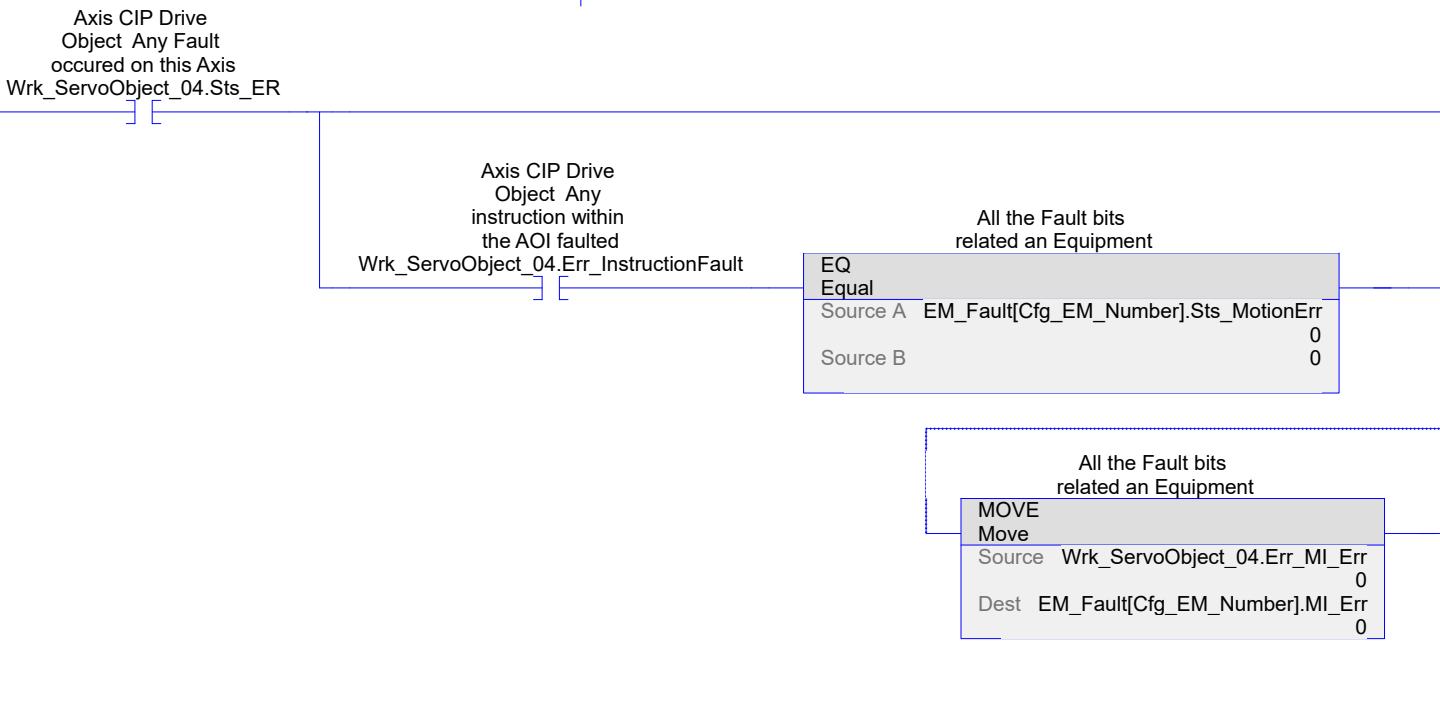 Axis CIP Drive
Object  Any Fault
occured on this Axis
Wrk_ServoObject_04.Sts_ER
Axis CIP Drive
Object  Any
instruction within
the AOI faulted
Wrk_ServoObject_04.Err_InstructionFault
All the Fault bits
related an Equipment
EQ
Equal
Source A EM_Fault[Cfg_EM_Number].Sts_MotionErr
0
Source B 0
All the Fault bits
related an Equipment
MOVE
Move
Source Wrk_ServoObject_04.Err_MI_Err
0
Dest EM_Fault[Cfg_EM_Number].MI_Err
0